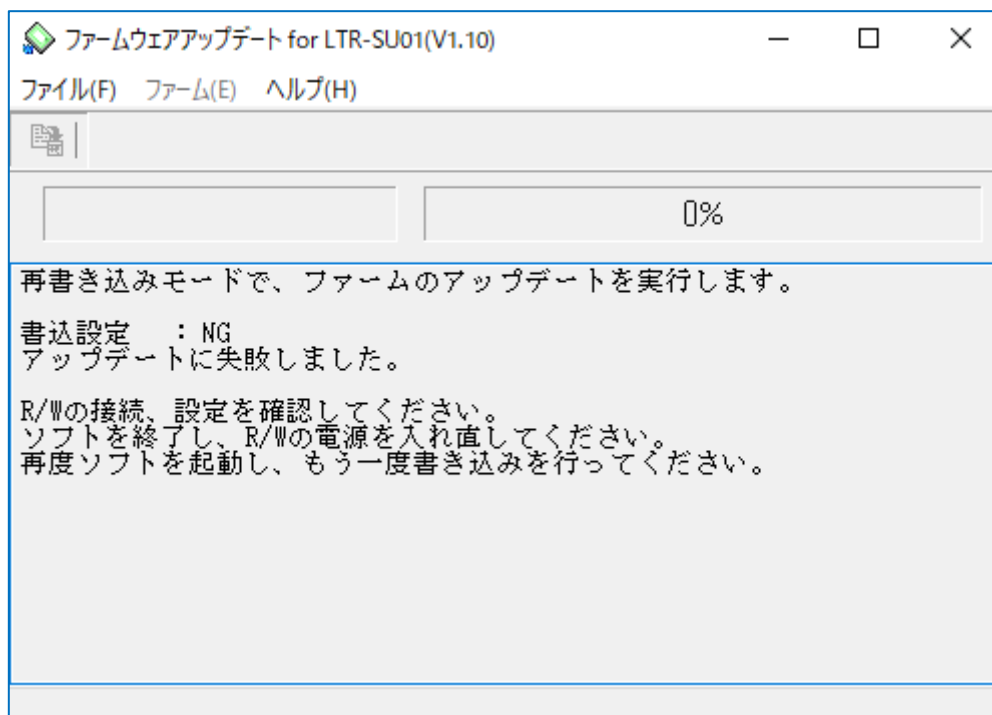 ファームウェアアップデート for LTR-SU01(V1.10)
ファイル(F) ファーム(E) ヘルプ(H)
0%
再書き込みモードで、ファームのアップデートを実行します。
書込設定 : NG
アップデートに失敗しました。
R/Wの接続、設定を確認してください。
ソフトを終了し、R/Wの電源を入れ直してください。
再度ソフトを起動し、もう一度書き込みを行ってください。